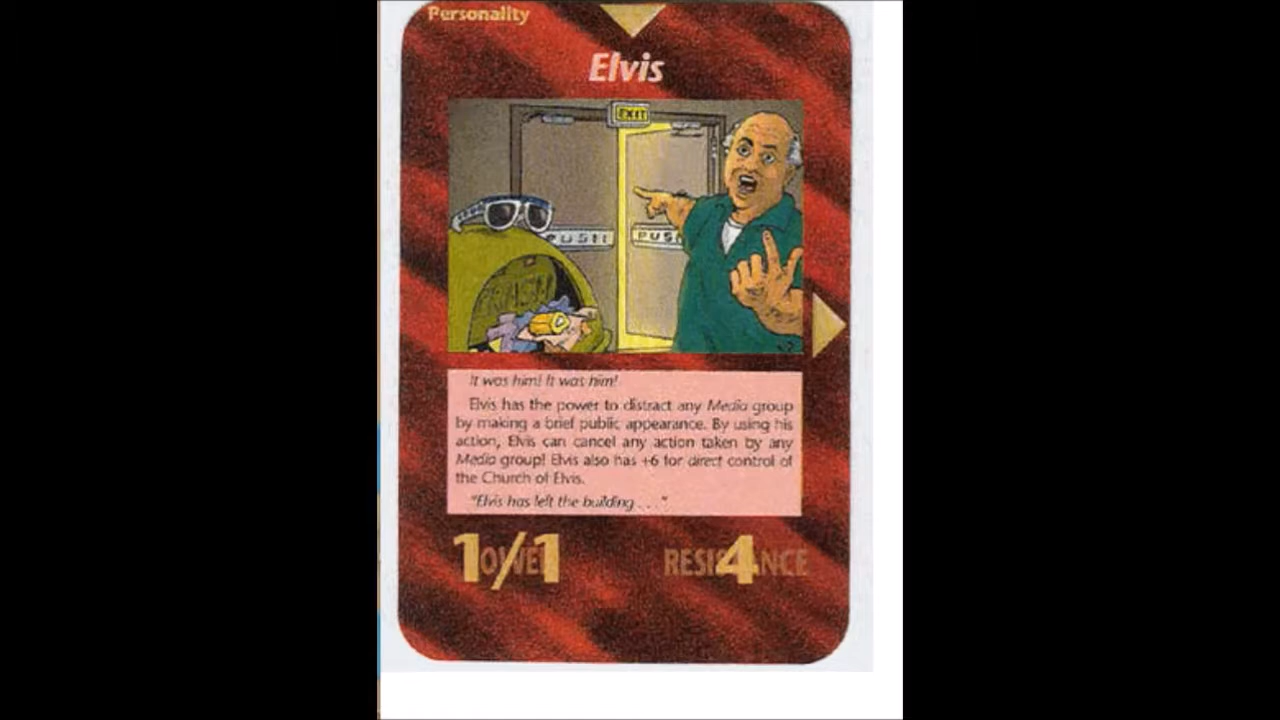 Personality
Elvis
EXIT
PUSH
PUSH
It was him! It was him!
Elvis has the power to distract any Media group
by making a brief public appearance. By using his
action, Elvis can cancel any action taken by any
Media group! Elvis also has +6 for direct control of
the Church of Elvis.
"Elvis has left the building . . ."
1/1 POWER
RESISTANCE 4